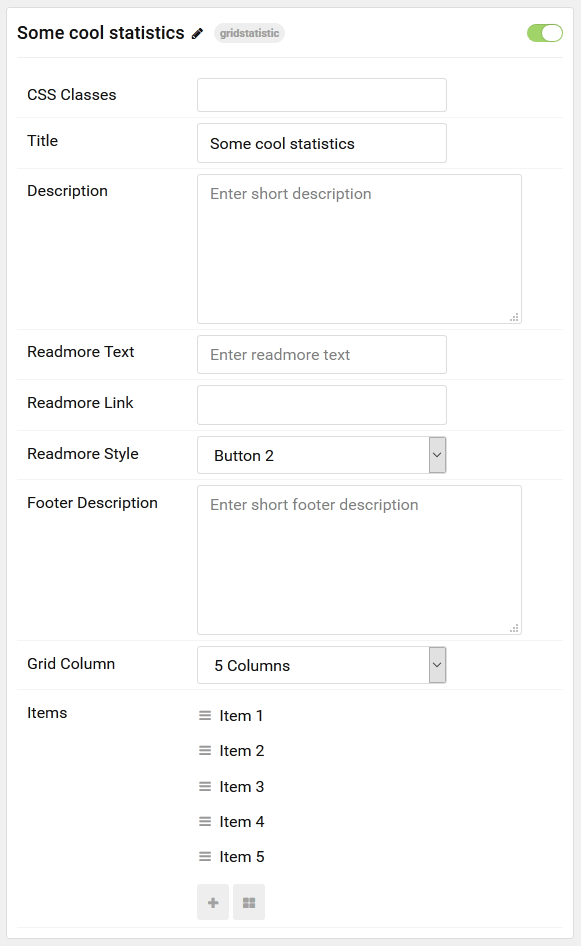 Some cool statistics gridstatistic
CSS Classes
Title Some cool statistics
Description Enter short description
Readmore Text Enter readmore text
Readmore Link
Readmore Style Button 2
Footer Description Enter short footer description
Grid Column 5 Columns
Items Item 1
Item 2
Item 3
Item 4
Item 5